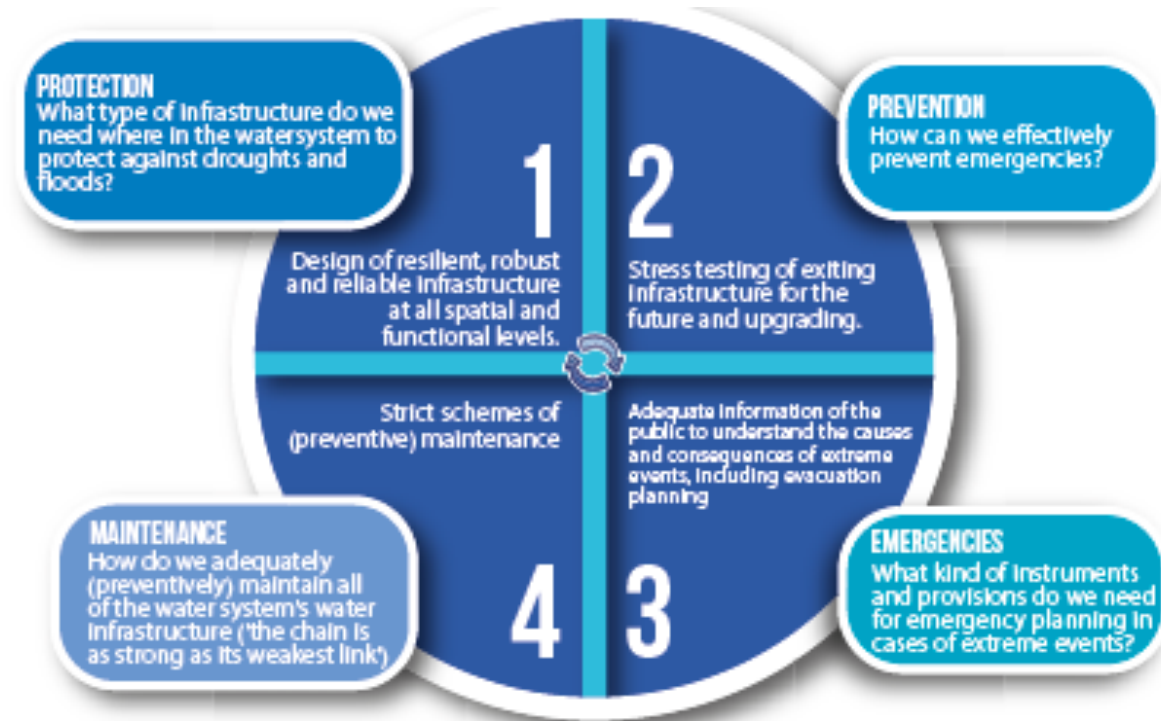 PROTECTION
What type of infrastructure do we
need where in the watersystem to
protect against droughts and
floods?
PREVENTION
How can we effectively
prevent emergencies?
1
Design of resilient, robust
and reliable infrastructure
at all spatial and
functional levels.
2
Stress testing of exiting
infrastructure for the
future and upgrading.
Strict schemes of
(preventive) maintenance
4
Adequate information of the
public to understand the causes
and consequences of extreme
events, including evacuation
planning
3
MAINTENANCE
How do we adequately
(preventively) maintain all
of the water system's water
infrastructure ('the chain is
as strong as its weakest link')
EMERGENCIES
What kind of instruments
and provisions do we need
for emergency planning in
cases of extreme events?